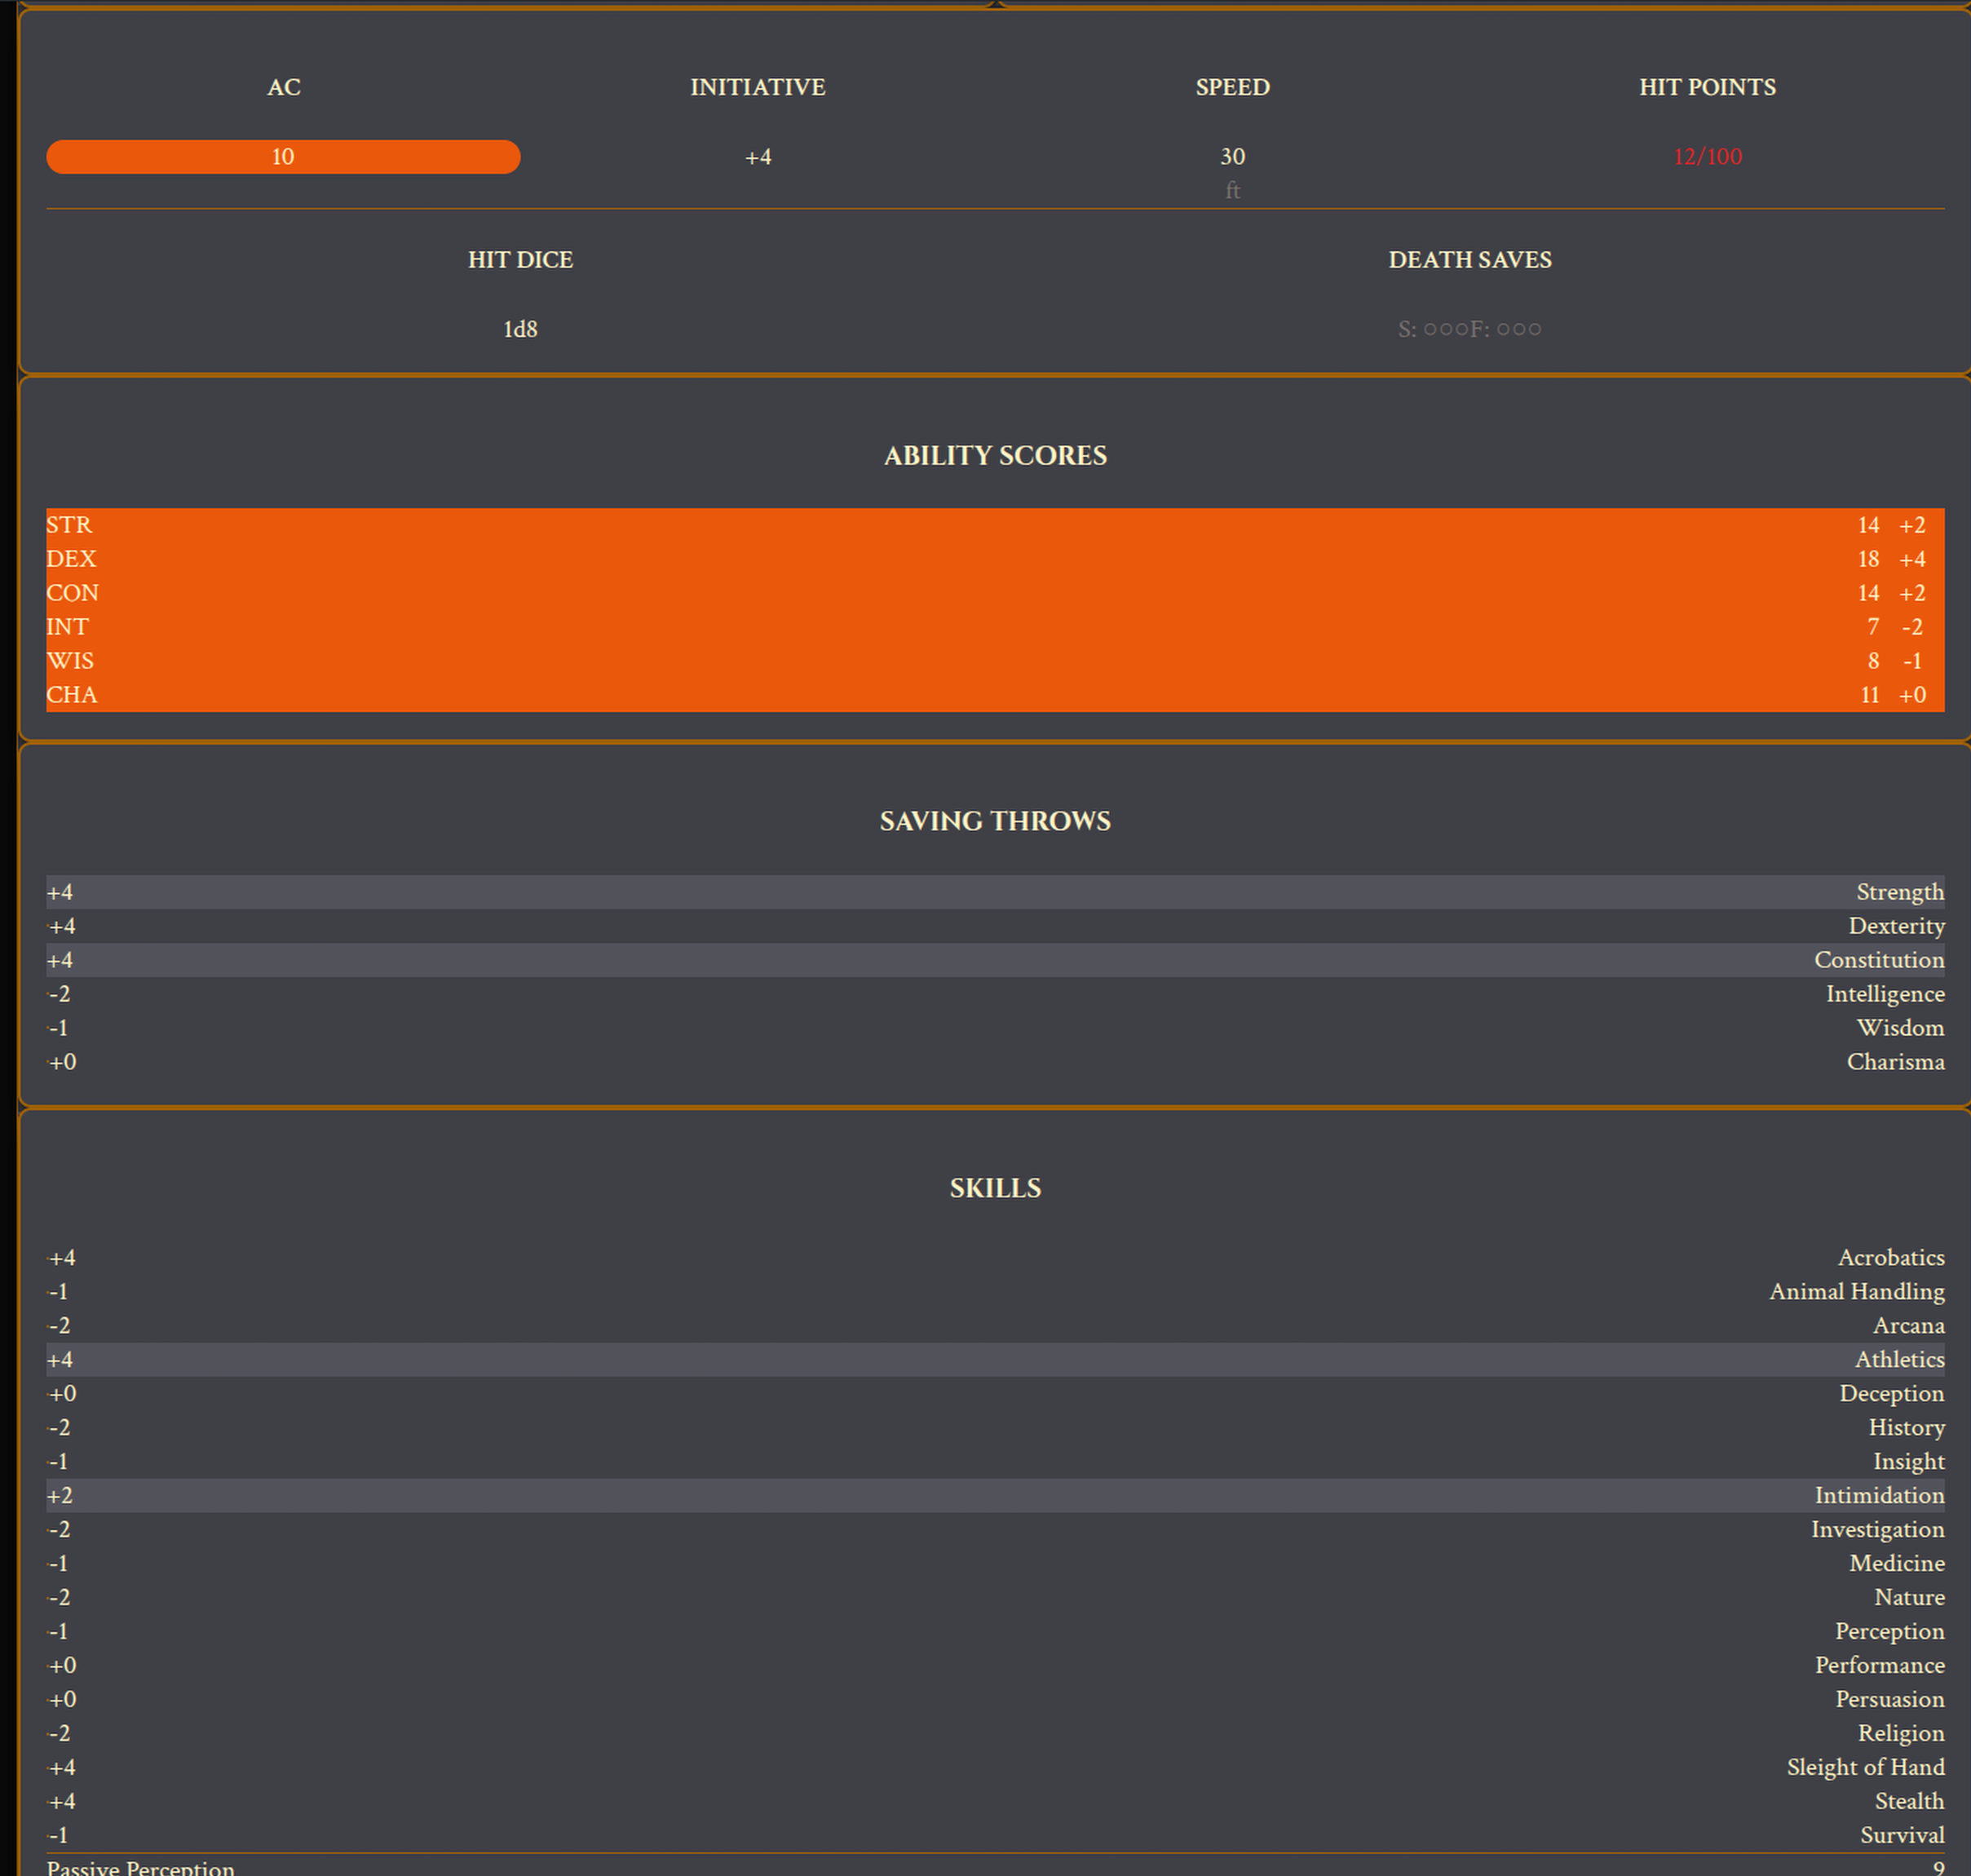 AC INITIATIVE SPEED HIT POINTS
10 +4 30 12/100
ft
HIT DICE DEATH SAVES
1d8 S: ○○○F: ○○○
ABILITY SCORES
STR 14 +2
DEX 18 +4
CON 14 +2
INT 7 -2
WIS 8 -1
CHA 11 +0
SAVING THROWS
+4 Strength
+4 Dexterity
+4 Constitution
-2 Intelligence
-1 Wisdom
+0 Charisma
SKILLS
+4 Acrobatics
-1 Animal Handling
-2 Arcana
+4 Athletics
+0 Deception
-2 History
-1 Insight
+2 Intimidation
-2 Investigation
-1 Medicine
-2 Nature
-1 Perception
+0 Performance
+0 Persuasion
-2 Religion
+4 Sleight of Hand
+4 Stealth
-1 Survival
Passive Perception 9